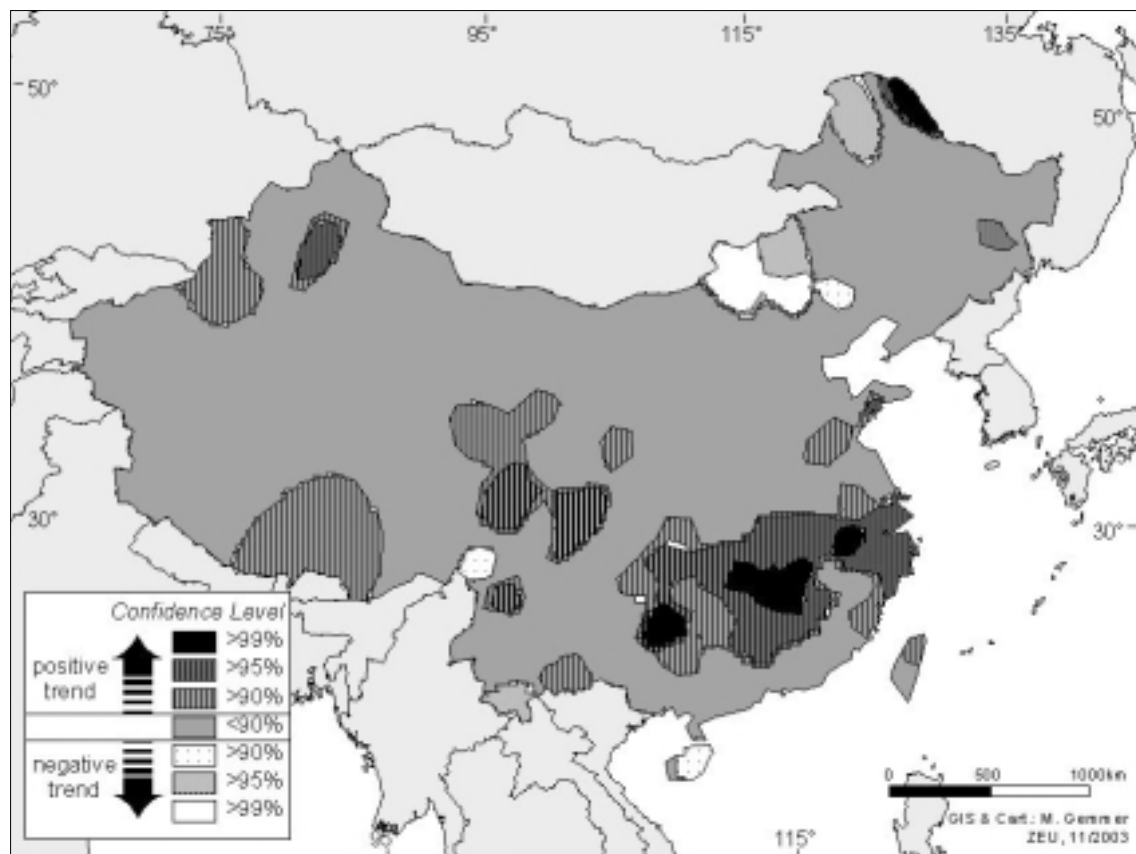 75° 95° 115° 135°
50°
50°
30°
30°
Confidence Level
positive
trend
>99%
>95%
>90%
<90%
negative
trend
>90%
>95%
>99%
0 500 1000km
GIS & Cart.: M. Gemmer
ZEU, 11/2003
95° 115°